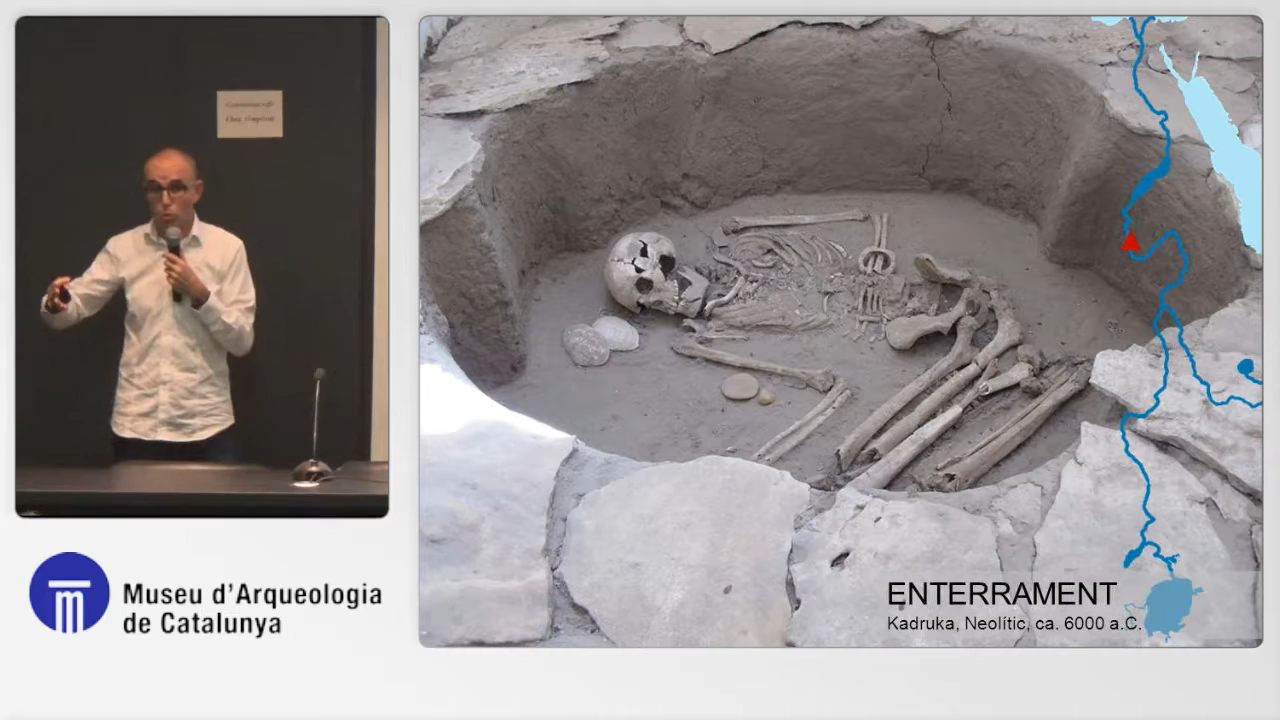 Museu d'Arqueologia
de Catalunya
ENTERRAMENT
Kadruka, Neolític, ca. 6000 a.C.